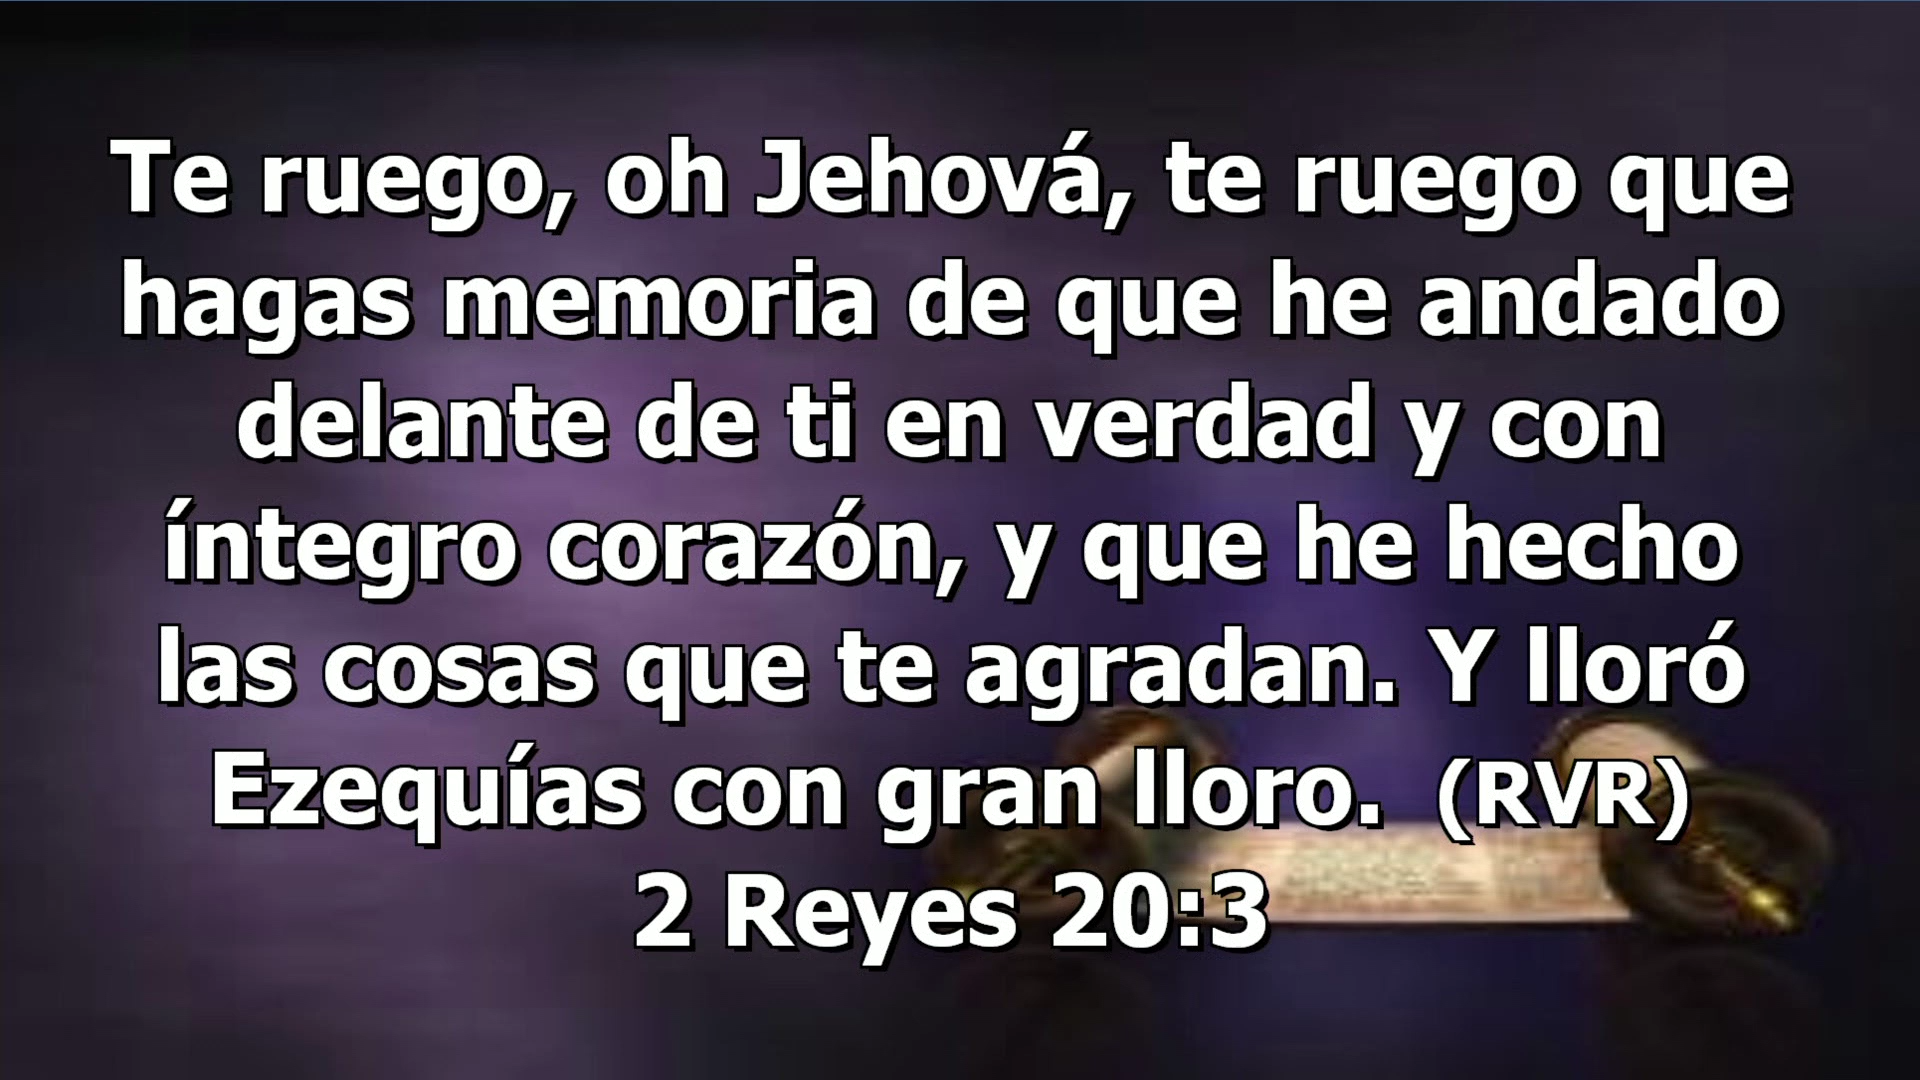 Te ruego, oh Jehová, te ruego que
hagas memoria de que he andado
delante de ti en verdad y con
íntegro corazón, y que he hecho
las cosas que te agradan. Y lloró
Ezequías con gran lloro. (RVR)
2 Reyes 20:3